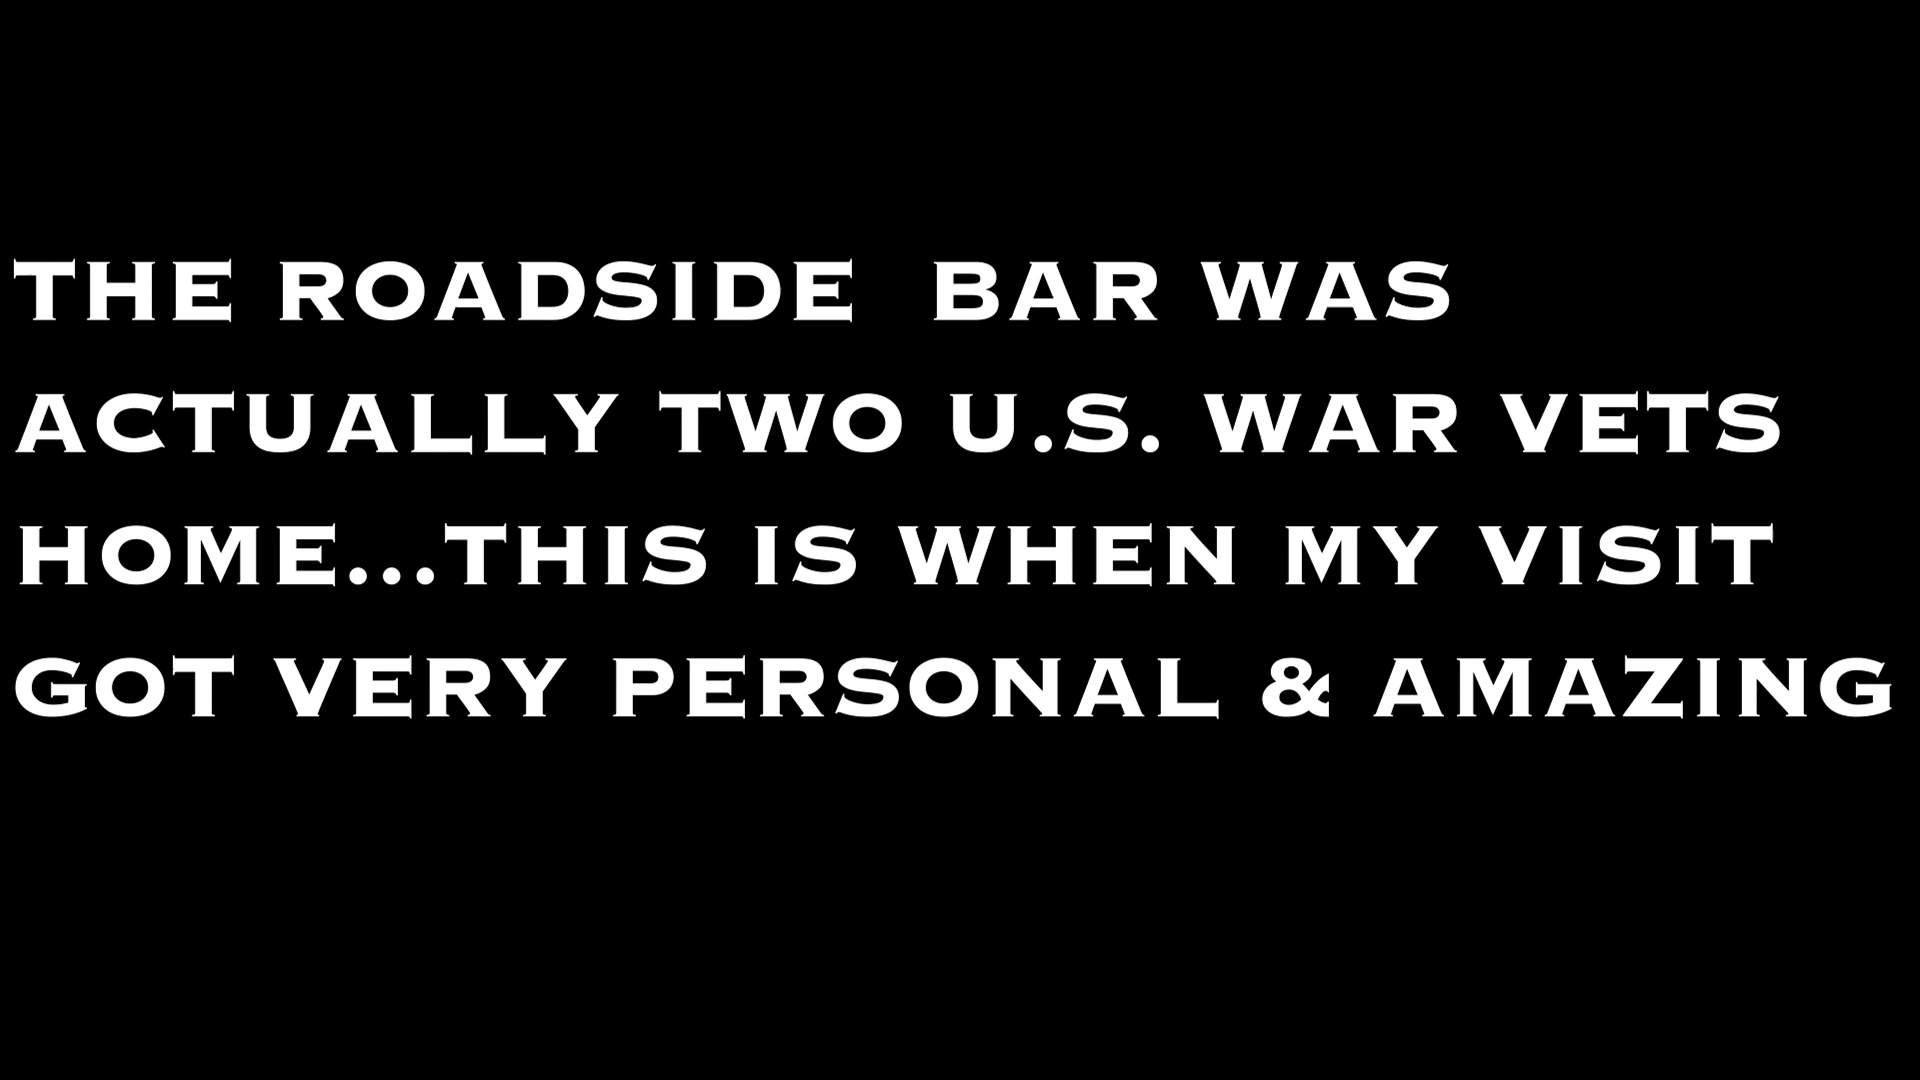 THE ROADSIDE  BAR WAS
ACTUALLY TWO U.S. WAR VETS
HOME...THIS IS WHEN MY VISIT
GOT VERY PERSONAL & AMAZING